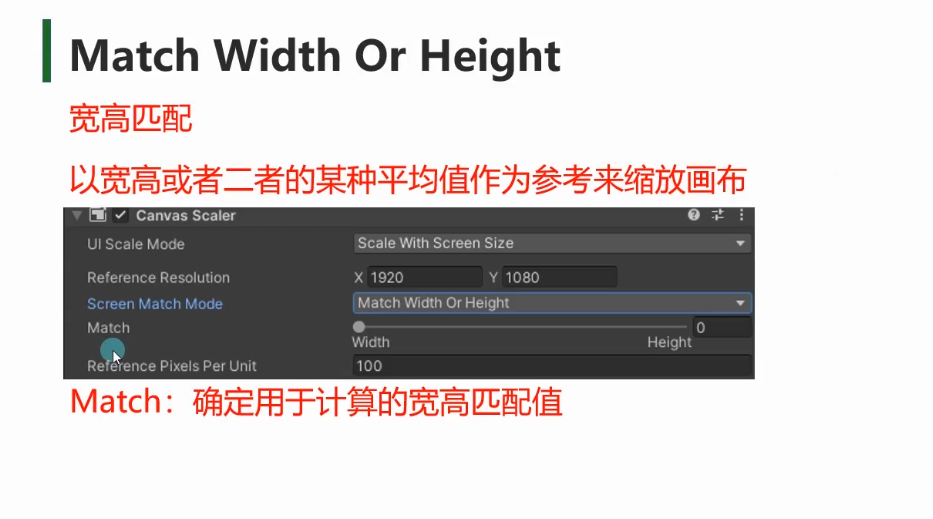 Match Width Or Height
宽高匹配
以宽高或者二者的某种平均值作为参考来缩放画布
Canvas Scaler
UI Scale Mode Scale With Screen Size
Reference Resolution X 1920 Y 1080
Screen Match Mode Match Width Or Height
Match 0
Width Height
Reference Pixels Per Unit 100
Match：确定用于计算的宽高匹配值